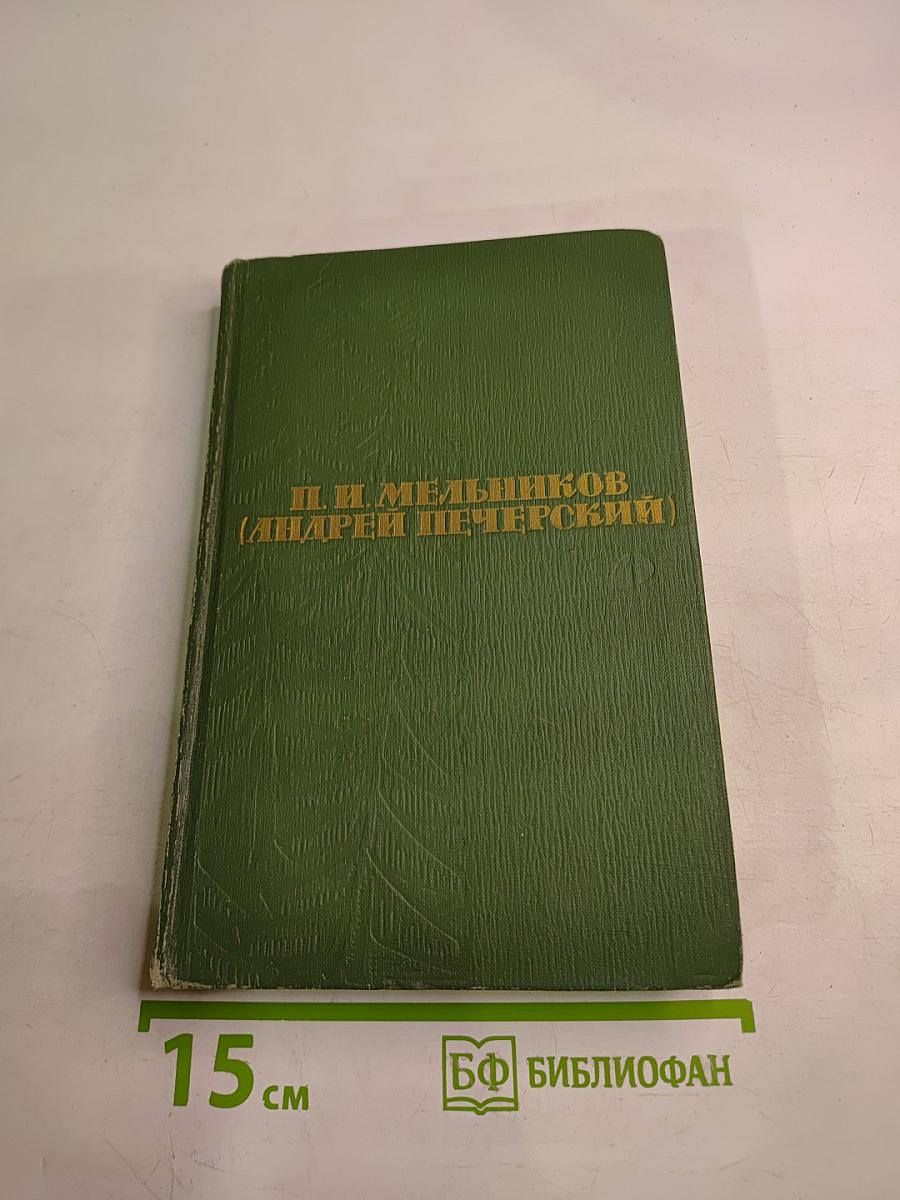 П. И. МЕЛЬНИКОВ
(АНДРЕЙ ПЕЧЕРСКИЙ)
15 см
БФ БИБЛИОФАН